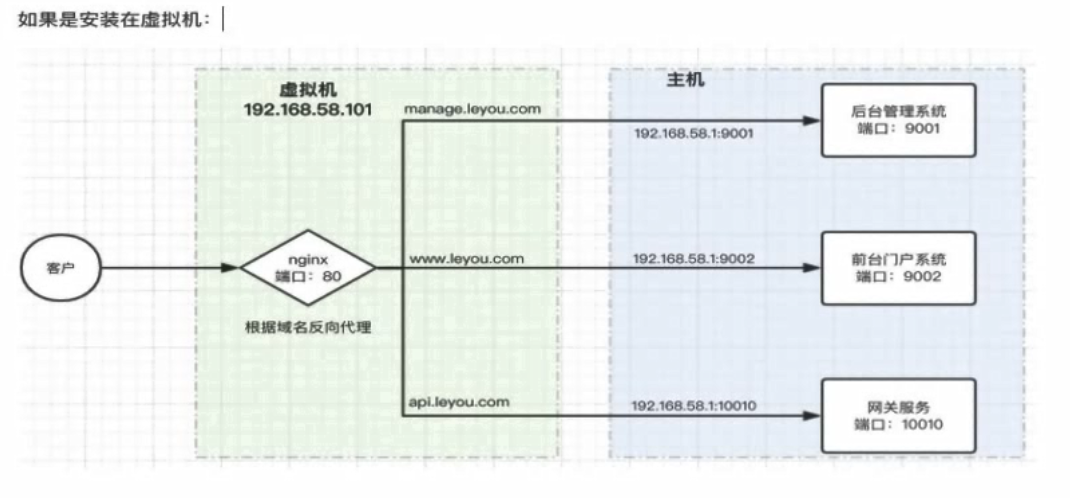 如果是安装在虚拟机：
虚拟机
192.168.58.101
主机
manage.leyou.com
192.168.58.1:9001
后台管理系统
端口：9001
客户
nginx
端口：80
根据域名反向代理
www.leyou.com
192.168.58.1:9002
前台门户系统
端口：9002
api.leyou.com
192.168.58.1:10010
网关服务
端口：10010